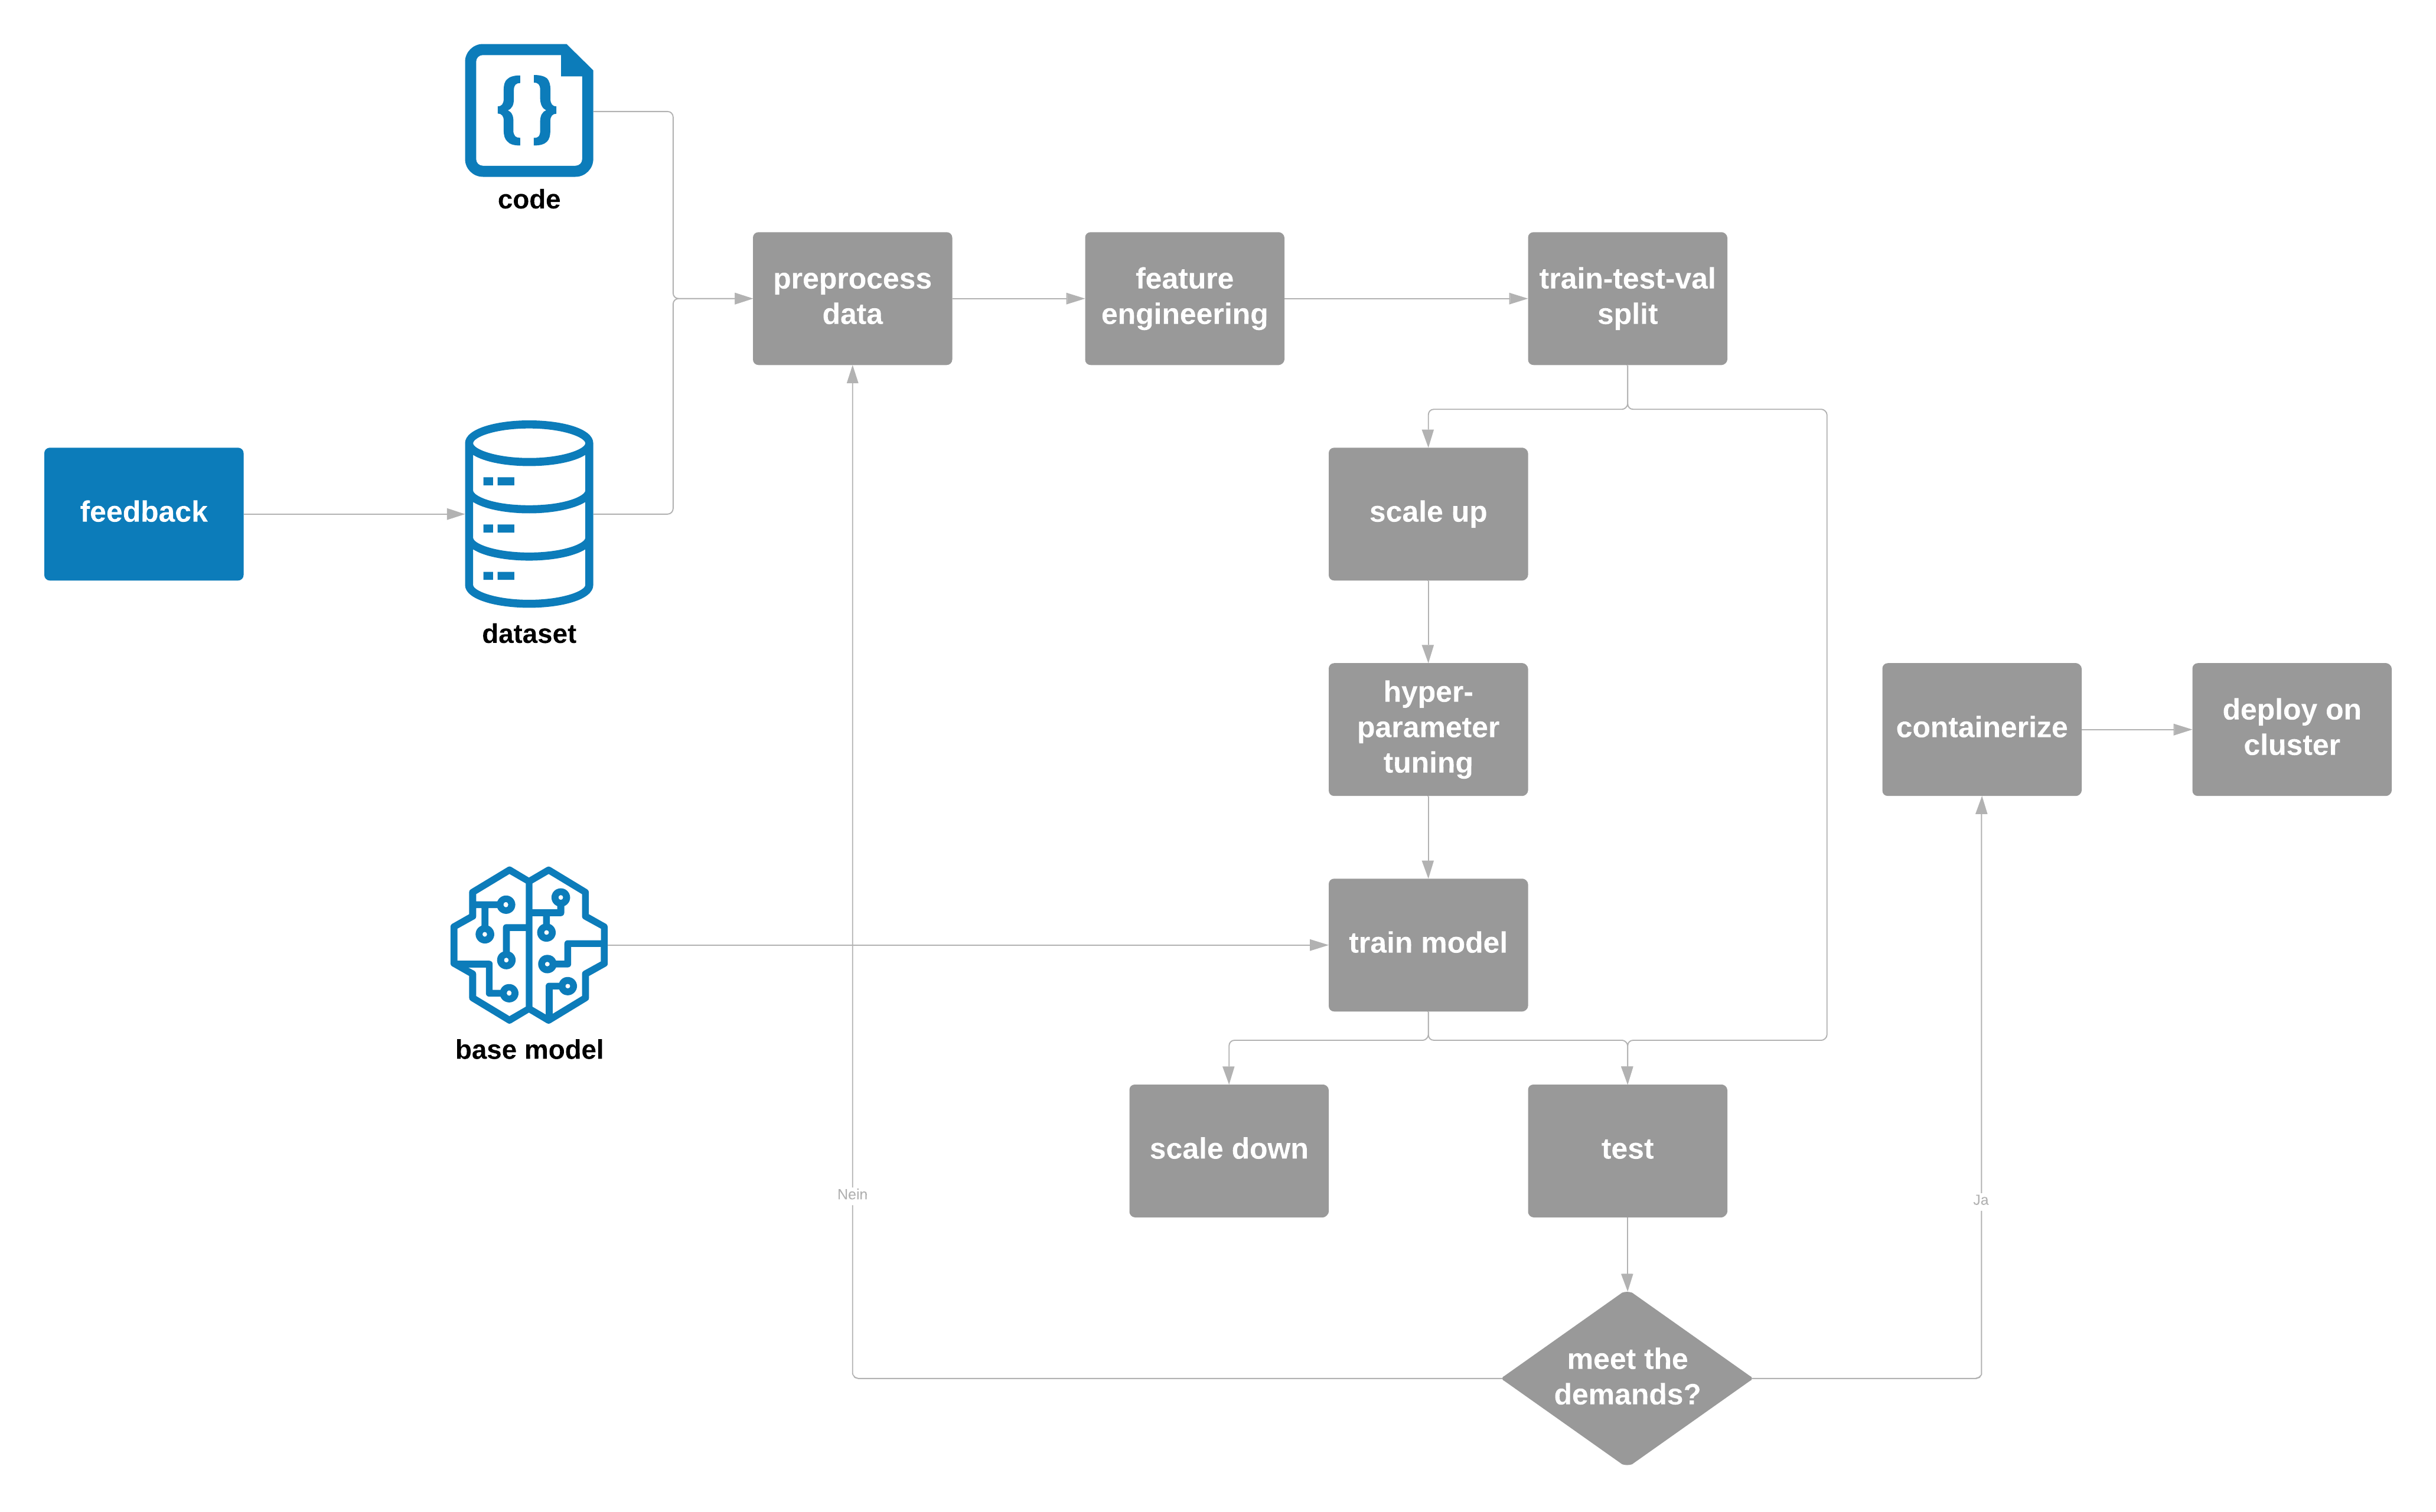 {}
code
preprocess
data
feature
engineering
train-test-val
split
feedback
dataset
scale up
hyper-
parameter
tuning
containerize
deploy on
cluster
base model
train model
scale down
test
Nein
Ja
meet the
demands?